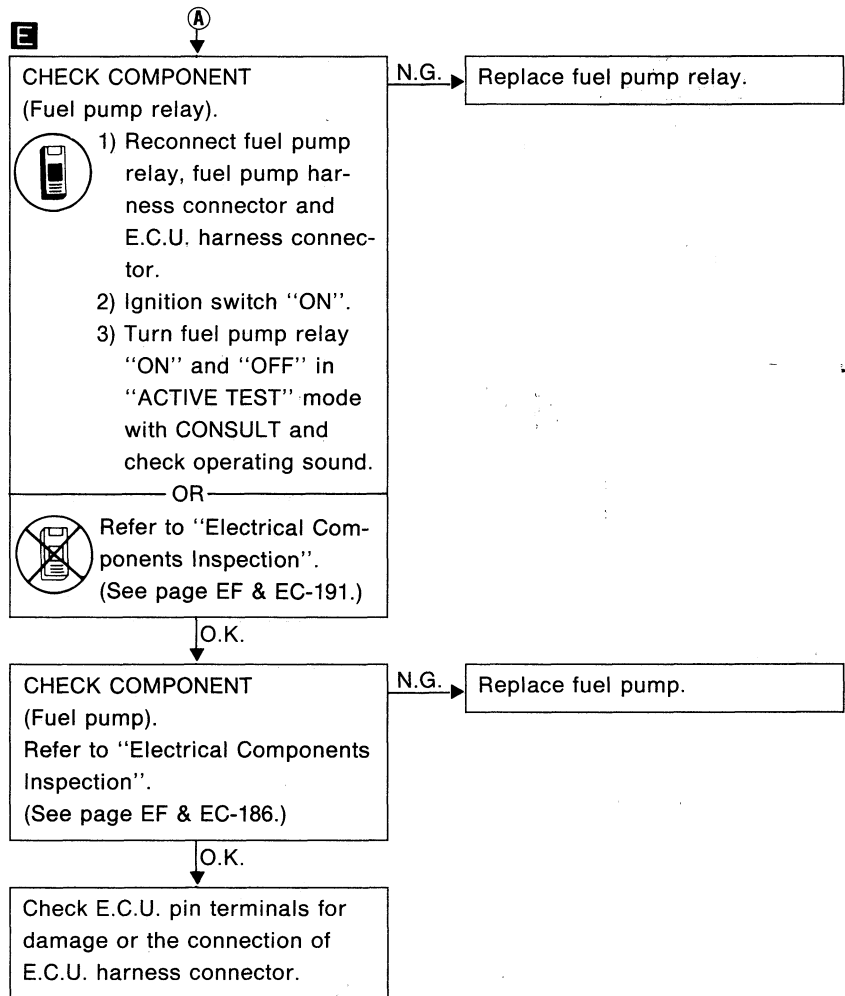 Ⓐ
E
CHECK COMPONENT
(Fuel pump relay).
1) Reconnect fuel pump
relay, fuel pump har-
ness connector and
E.C.U. harness connec-
tor.
2) Ignition switch ‘‘ON’’.
3) Turn fuel pump relay
‘‘ON’’ and ‘‘OFF’’ in
‘‘ACTIVE TEST’’ mode
with CONSULT and
check operating sound.
OR
Refer to ‘‘Electrical Com-
ponents Inspection’’.
(See page EF & EC-191.)
N.G.
Replace fuel pump relay.
O.K.
CHECK COMPONENT
(Fuel pump).
Refer to ‘‘Electrical Components
Inspection’’.
(See page EF & EC-186.)
N.G.
Replace fuel pump.
O.K.
Check E.C.U. pin terminals for
damage or the connection of
E.C.U. harness connector.